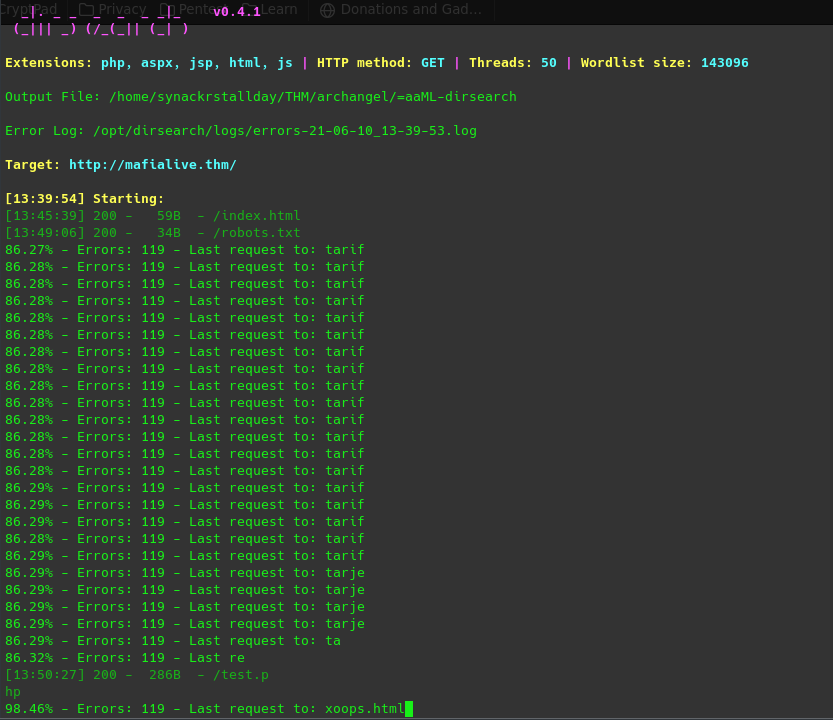 CryptPad Privacy Pentest Learn Donations and Gad...
_|. _ _ _ _ _ _|_ v0.4.1
(_||| _) (/_(_|| (_| )
Extensions: php, aspx, jsp, html, js | HTTP method: GET | Threads: 50 | Wordlist size: 143096
Output File: /home/synackrstallday/THM/archangel/=aaML-dirsearch
Error Log: /opt/dirsearch/logs/errors-21-06-10_13-39-53.log
Target: http://mafialive.thm/
[13:39:54] Starting:
[13:45:39] 200 -   59B  - /index.html
[13:49:06] 200 -   34B  - /robots.txt
86.27% - Errors: 119 - Last request to: tarif
86.28% - Errors: 119 - Last request to: tarif
86.28% - Errors: 119 - Last request to: tarif
86.28% - Errors: 119 - Last request to: tarif
86.28% - Errors: 119 - Last request to: tarif
86.28% - Errors: 119 - Last request to: tarif
86.28% - Errors: 119 - Last request to: tarif
86.28% - Errors: 119 - Last request to: tarif
86.28% - Errors: 119 - Last request to: tarif
86.28% - Errors: 119 - Last request to: tarif
86.28% - Errors: 119 - Last request to: tarif
86.28% - Errors: 119 - Last request to: tarif
86.28% - Errors: 119 - Last request to: tarif
86.28% - Errors: 119 - Last request to: tarif
86.29% - Errors: 119 - Last request to: tarif
86.29% - Errors: 119 - Last request to: tarif
86.29% - Errors: 119 - Last request to: tarif
86.28% - Errors: 119 - Last request to: tarif
86.29% - Errors: 119 - Last request to: tarif
86.29% - Errors: 119 - Last request to: tarje
86.29% - Errors: 119 - Last request to: tarje
86.29% - Errors: 119 - Last request to: tarje
86.29% - Errors: 119 - Last request to: tarje
86.29% - Errors: 119 - Last request to: ta
86.32% - Errors: 119 - Last re
[13:50:27] 200 -  286B  - /test.p
hp
98.46% - Errors: 119 - Last request to: xoops.html